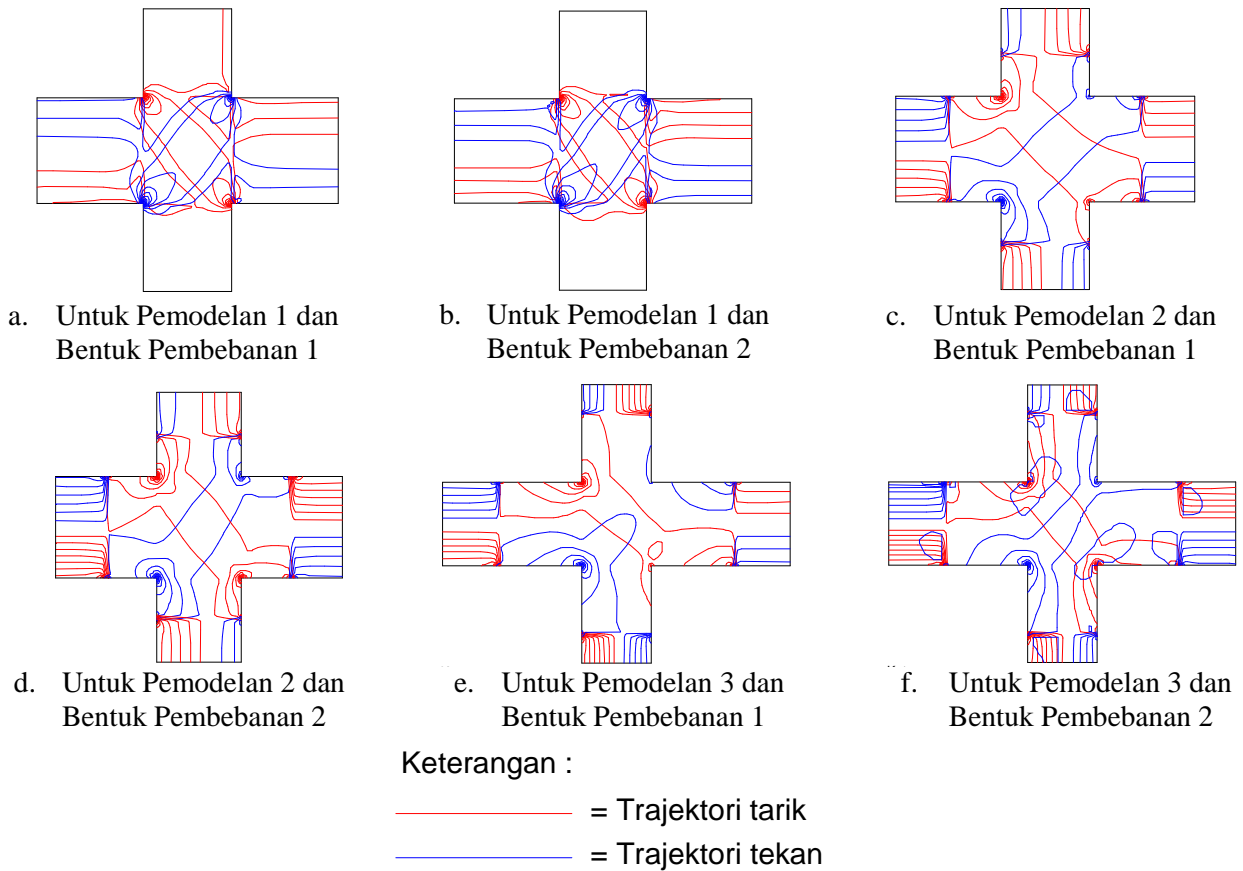 a. Untuk Pemodelan 1 dan
Bentuk Pembebanan 1
b. Untuk Pemodelan 1 dan
Bentuk Pembebanan 2
c. Untuk Pemodelan 2 dan
Bentuk Pembebanan 1
d. Untuk Pemodelan 2 dan
Bentuk Pembebanan 2
e. Untuk Pemodelan 3 dan
Bentuk Pembebanan 1
f. Untuk Pemodelan 3 dan
Bentuk Pembebanan 2
Keterangan :
= Trajektori tarik
= Trajektori tekan